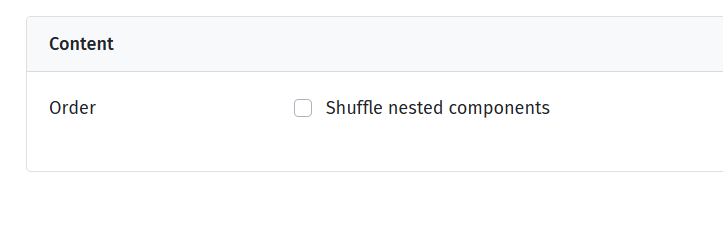 Content
Order
Shuffle nested components